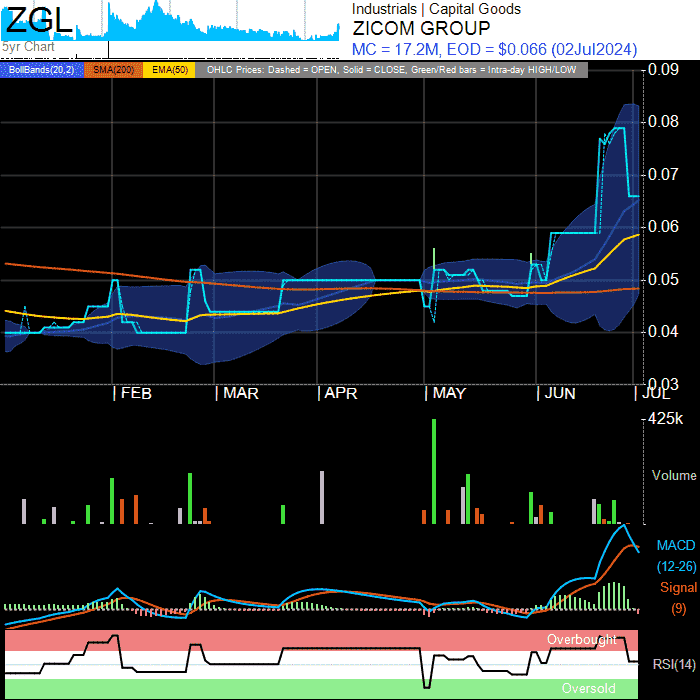 ZGL
5yr Chart
Industrials | Capital Goods
ZICOM GROUP
MC = 17.2M, EOD = $0.066 (02Jul2024)
BollBands(20,2) SMA(200) EMA(50) OHLC Prices: Dashed = OPEN, Solid = CLOSE, Green/Red bars = Intra-day HIGH/LOW
0.09
0.08
0.07
0.06
0.05
0.04
0.03
| FEB | MAR | APR | MAY | JUN | JUL
425k
Volume
MACD
(12-26)
Signal
(9)
Overbought
RSI(14)
Oversold